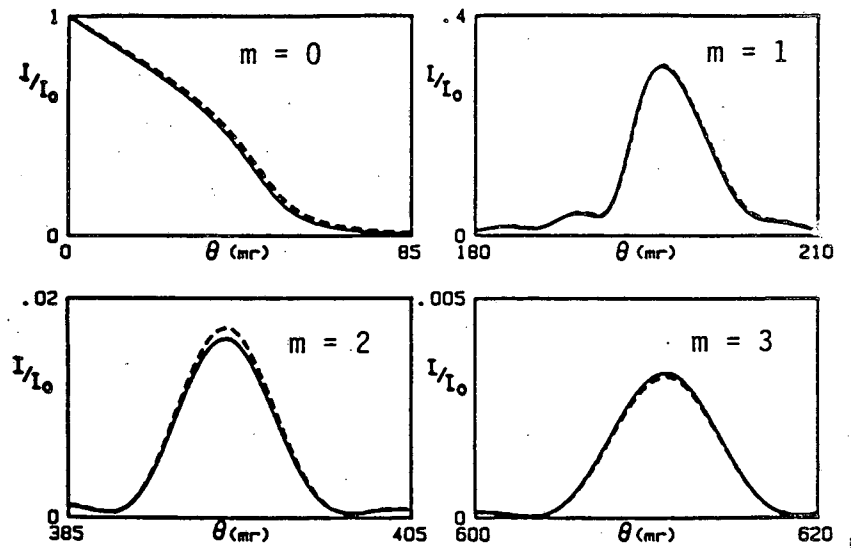 1
I/I₀
m = 0
0
0
θ (mr)
85
.4
I/I₀
m = 1
0
180
θ (mr)
210
.02
I/I₀
m = 2
0
385
θ (mr)
405
.005
I/I₀
m = 3
0
600
θ (mr)
620